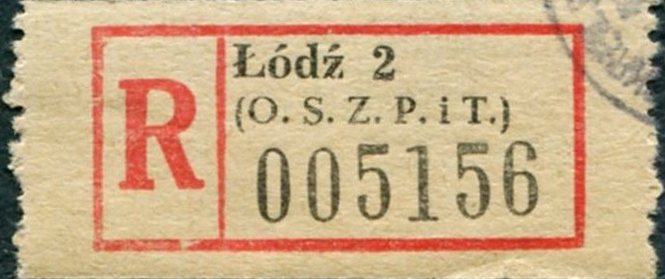 R
Łódź 2
(O. S. Z. P. i T.)
005156